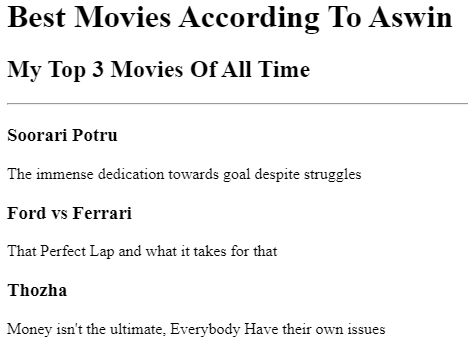 Best Movies According To Aswin
My Top 3 Movies Of All Time
Soorari Potru
The immense dedication towards goal despite struggles
Ford vs Ferrari
That Perfect Lap and what it takes for that
Thozha
Money isn't the ultimate, Everybody Have their own issues